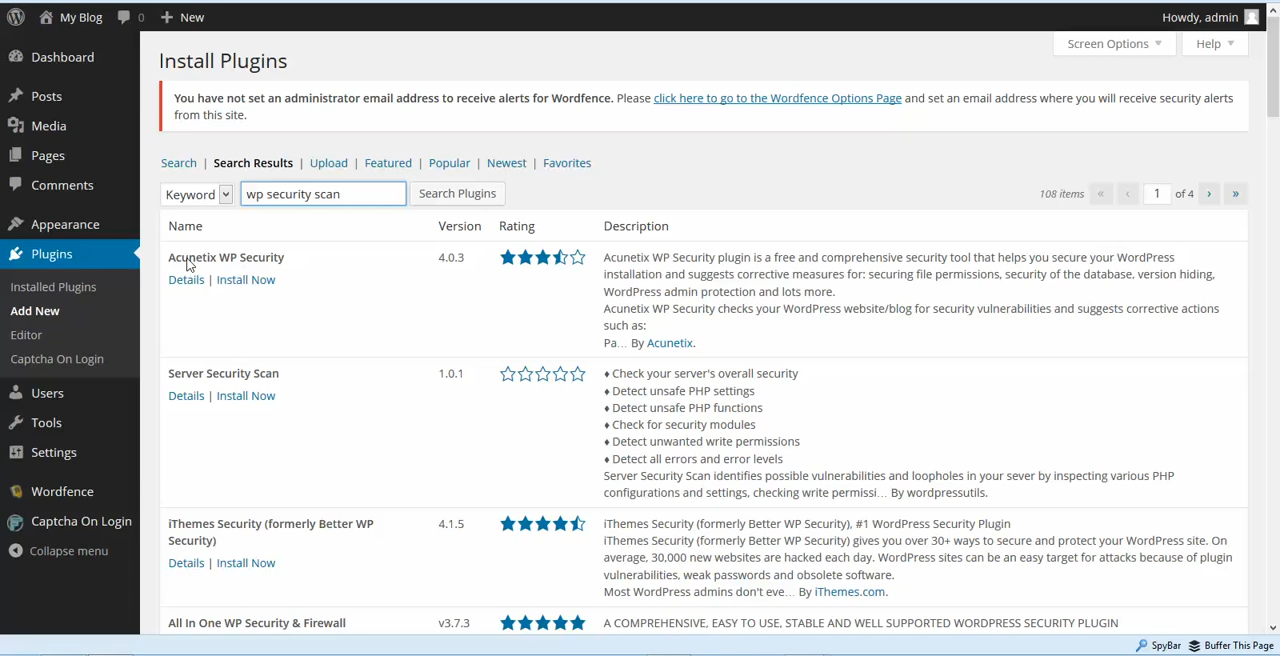 My Blog 0 New Howdy, admin
Dashboard
Posts
Media
Pages
Comments
Appearance
Plugins
Installed Plugins
Add New
Editor
Captcha On Login
Users
Tools
Settings
Wordfence
Captcha On Login
Collapse menu
Screen Options Help
Install Plugins
You have not set an administrator email address to receive alerts for Wordfence. Please click here to go to the Wordfence Options Page and set an email address where you will receive security alerts
from this site.
Search | Search Results | Upload | Featured | Popular | Newest | Favorites
Keyword wp security scan Search Plugins 108 items « ‹ 1 of 4 › »
Name Version Rating Description
Acunetix WP Security 4.0.3 Acunetix WP Security plugin is a free and comprehensive security tool that helps you secure your WordPress
Details | Install Now installation and suggests corrective measures for: securing file permissions, security of the database, version hiding,
WordPress admin protection and lots more.
Acunetix WP Security checks your WordPress website/blog for security vulnerabilities and suggests corrective actions
such as:
Pa… By Acunetix.
Server Security Scan 1.0.1 ♦ Check your server's overall security
Details | Install Now ♦ Detect unsafe PHP settings
♦ Detect unsafe PHP functions
♦ Check for security modules
♦ Detect unwanted write permissions
♦ Detect all errors and error levels
Server Security Scan identifies possible vulnerabilities and loopholes in your sever by inspecting various PHP
configurations and settings, checking write permissi… By wordpressutils.
iThemes Security (formerly Better WP 4.1.5 iThemes Security (formerly Better WP Security), #1 WordPress Security Plugin
Security) iThemes Security (formerly Better WP Security) gives you over 30+ ways to secure and protect your WordPress site. On
Details | Install Now average, 30,000 new websites are hacked each day. WordPress sites can be an easy target for attacks because of plugin
vulnerabilities, weak passwords and obsolete software.
Most WordPress admins don't eve… By iThemes.com.
All In One WP Security & Firewall v3.7.3 A COMPREHENSIVE, EASY TO USE, STABLE AND WELL SUPPORTED WORDPRESS SECURITY PLUGIN
SpyBar Buffer This Page